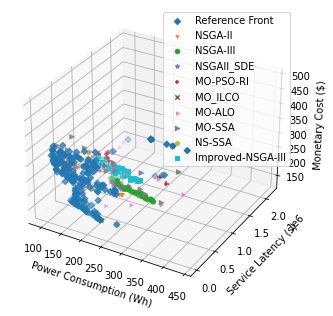 Reference Front
NSGA-II
NSGA-III
NSGAII_SDE
MO-PSO-RI
MO_ILCO
MO-ALO
MO-SSA
NS-SSA
Improved-NSGA-III
500
450
400
350
300
250
200
150
Monetary Cost ($)
100
150
200
250
300
350
400
450
Power Consumption (Wh)
0.0
0.5
1.0
1.5
2.0
Service Latency (s)